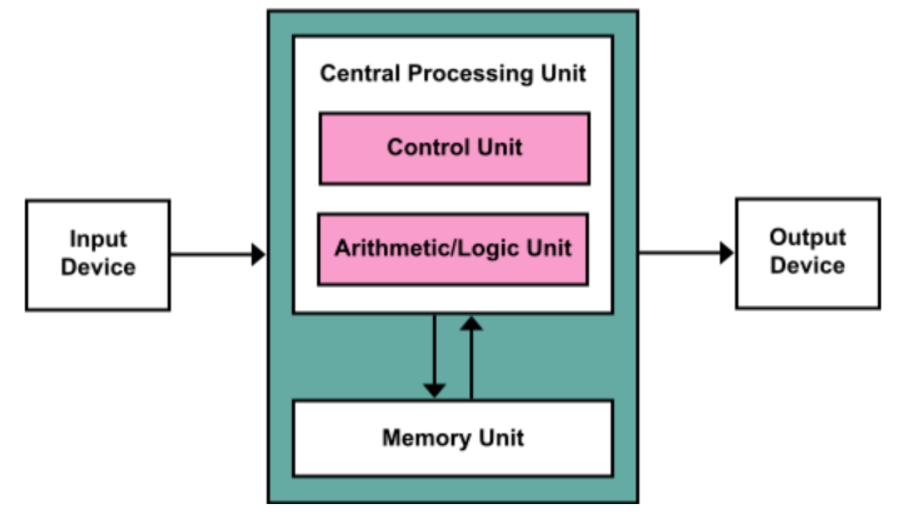 Central Processing Unit
Control Unit
Arithmetic/Logic Unit
Input
Device
Output
Device
Memory Unit